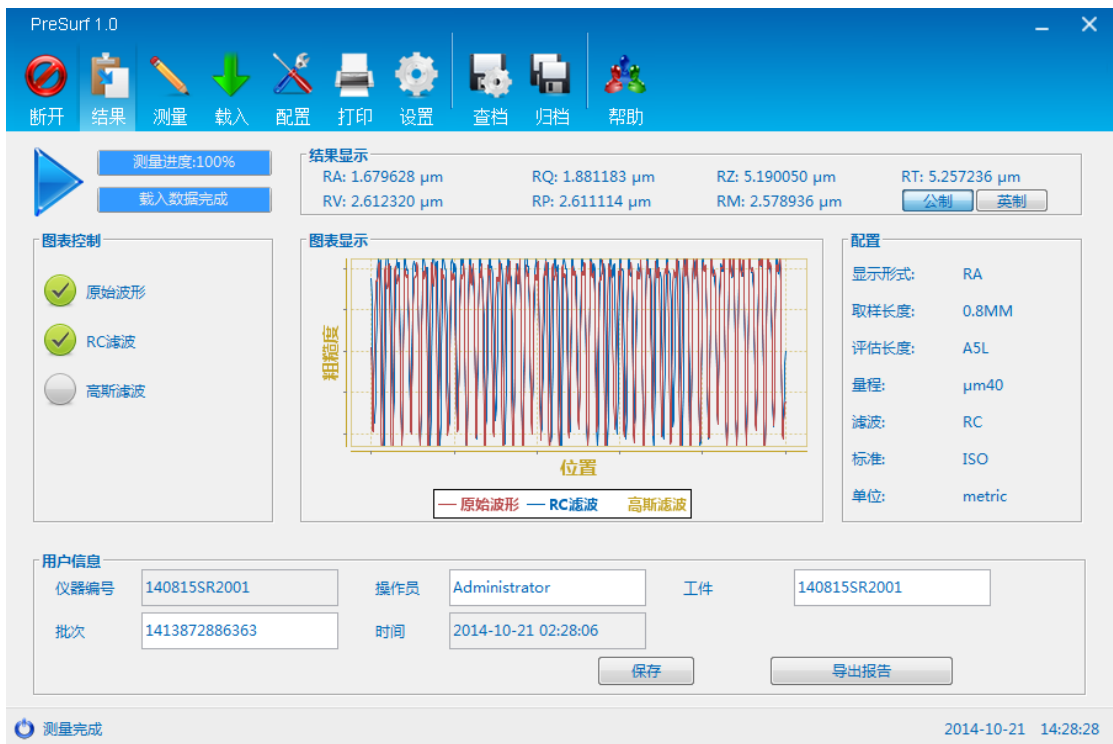 PreSurf 1.0
断开 结果 测量 载入 配置 打印 设置 查档 归档 帮助
测量进度:100%
载入数据完成
结果显示
RA: 1.679628 μm RQ: 1.881183 μm RZ: 5.190050 μm RT: 5.257236 μm
RV: 2.612320 μm RP: 2.611114 μm RM: 2.578936 μm 公制 英制
图表控制
原始波形
RC滤波
高斯滤波
图表显示
粗糙度
位置
原始波形 RC滤波 高斯滤波
配置
显示形式: RA
取样长度: 0.8MM
评估长度: A5L
量程: μm40
滤波: RC
标准: ISO
单位: metric
用户信息
仪器编号 140815SR2001 操作员 Administrator 工件 140815SR2001
批次 1413872886363 时间 2014-10-21 02:28:06
保存 导出报告
测量完成 2014-10-21 14:28:28